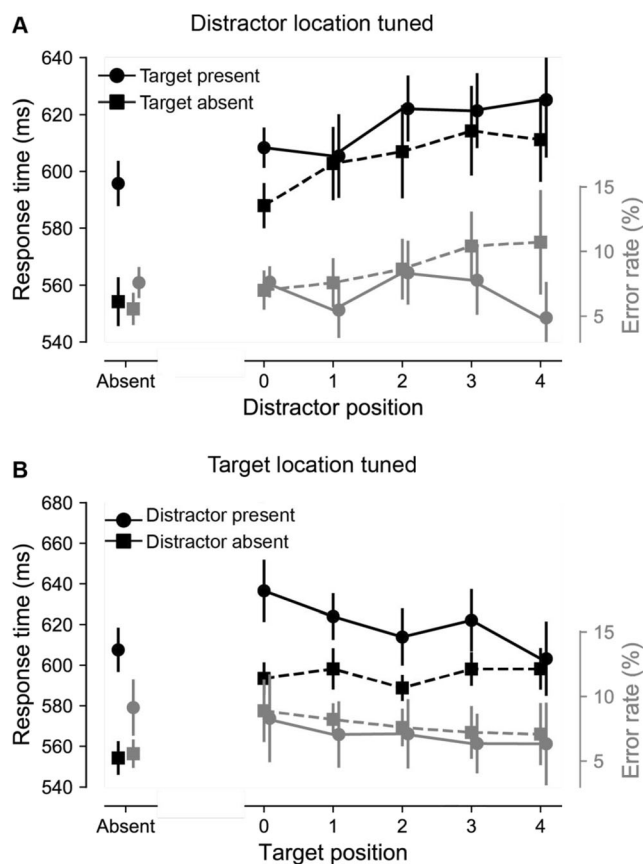 A
Distractor location tuned
640
620
600
580
560
540
Response time (ms)
Target present
Target absent
15
10
5
Error rate (%)
Absent
0 1 2 3 4
Distractor position
B
Target location tuned
680
660
640
620
600
580
560
540
Response time (ms)
Distractor present
Distractor absent
15
10
5
Error rate (%)
Absent
0 1 2 3 4
Target position